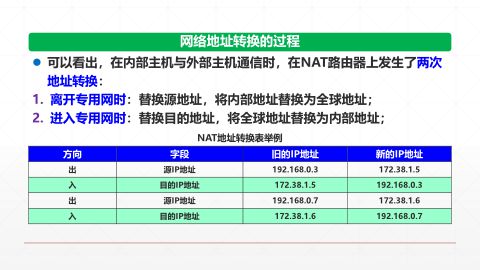 网络地址转换的过程
可以看出，在内部主机与外部主机通信时，在NAT路由器上发生了两次
地址转换：
1. 离开专用网时：替换源地址，将内部地址替换为全球地址；
2. 进入专用网时：替换目的地址，将全球地址替换为内部地址；
NAT地址转换表举例
方向 字段 旧的IP地址 新的IP地址
出 源IP地址 192.168.0.3 172.38.1.5
入 目的IP地址 172.38.1.5 192.168.0.3
出 源IP地址 192.168.0.7 172.38.1.6
入 目的IP地址 172.38.1.6 192.168.0.7